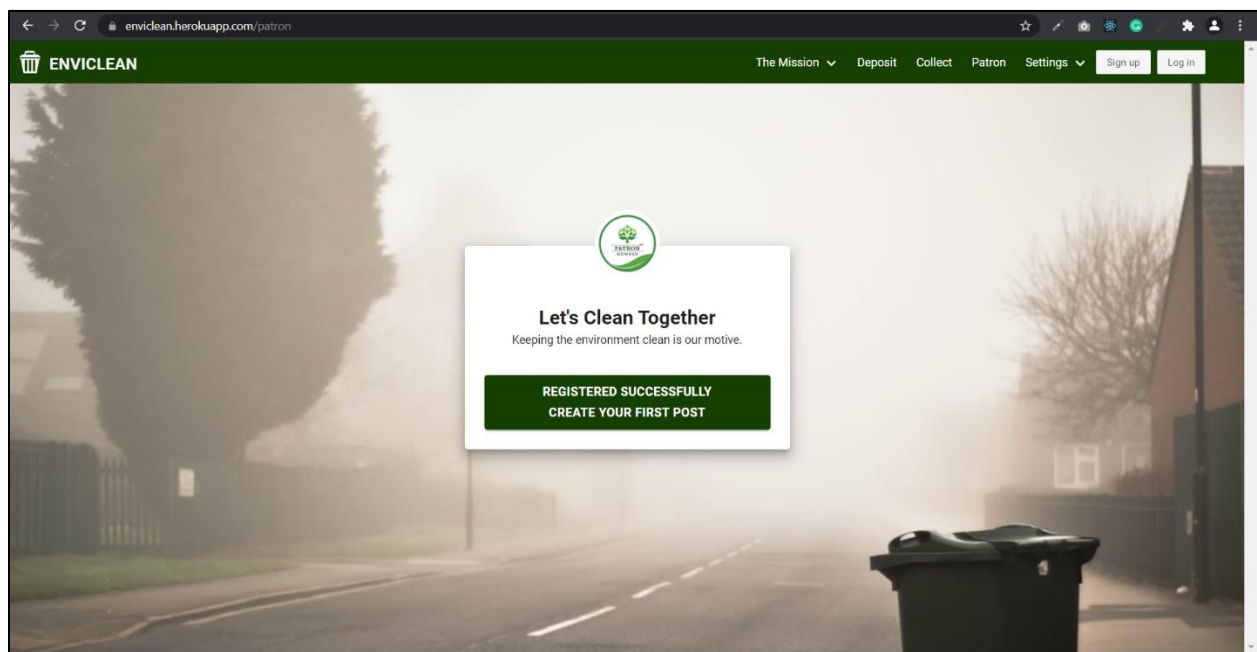 enviclean.herokuapp.com/patron
ENVICLEAN
The Mission Deposit Collect Patron Settings Sign up Log in
PATRON
MEMBER
Let's Clean Together
Keeping the environment clean is our motive.
REGISTERED SUCCESSFULLY
CREATE YOUR FIRST POST